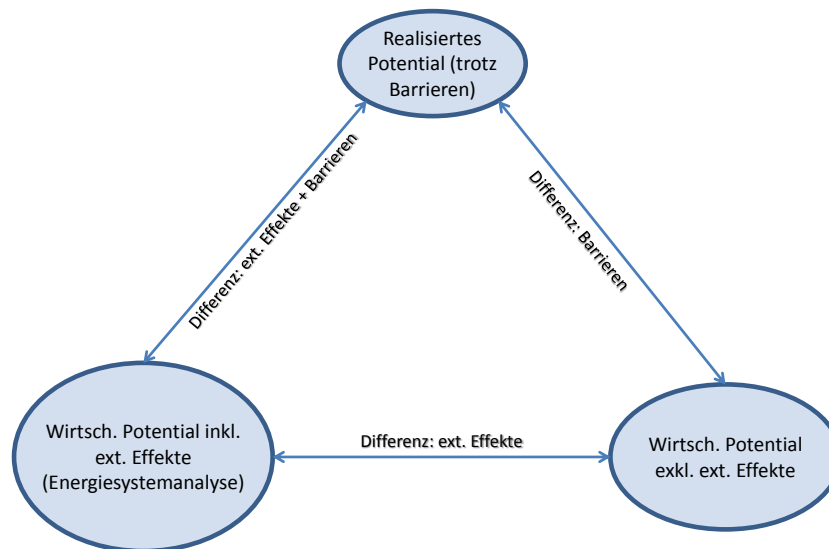 Realisiertes
Potential (trotz
Barrieren)
Differenz: ext. Effekte + Barrieren
Differenz: Barrieren
Wirtsch. Potential inkl.
ext. Effekte
(Energiesystemanalyse)
Differenz: ext. Effekte
Wirtsch. Potential
exkl. ext. Effekte